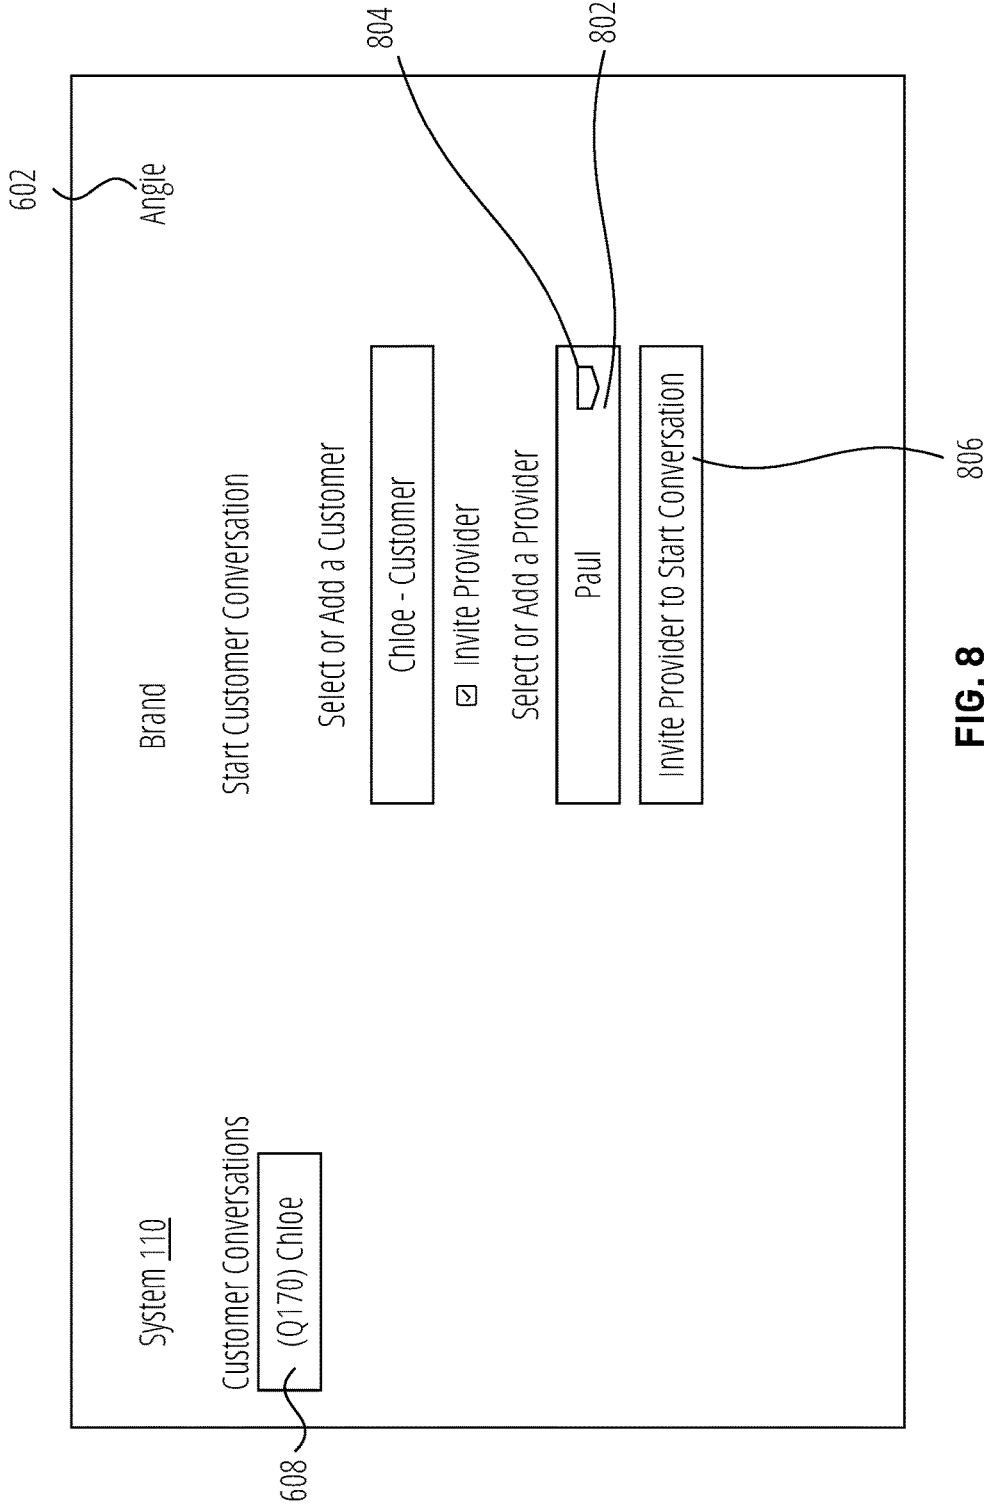 602
804
802
System 110
Brand
Angie
Customer Conversations
Start Customer Conversation
608
(Q170) Chloe
Select or Add a Customer
Chloe - Customer
Invite Provider
Select or Add a Provider
Paul
Invite Provider to Start Conversation
806
FIG. 8